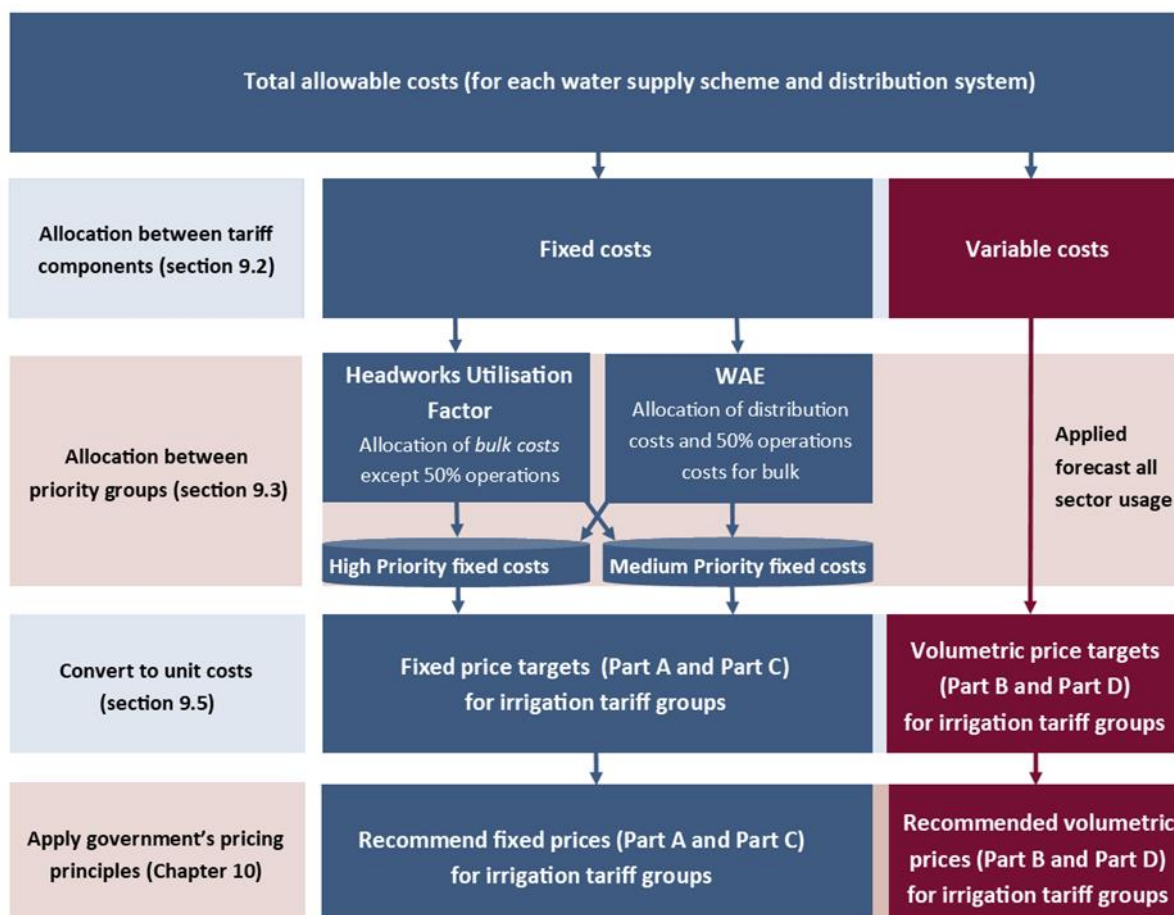 Total allowable costs (for each water supply scheme and distribution system)
Allocation between tariff
components (section 9.2)
Fixed costs
Variable costs
Allocation between
priority groups (section 9.3)
Headworks Utilisation
Factor
Allocation of bulk costs
except 50% operations
WAE
Allocation of distribution
costs and 50% operations
costs for bulk
Applied
forecast all
sector usage
High Priority fixed costs
Medium Priority fixed costs
Convert to unit costs
(section 9.5)
Fixed price targets (Part A and Part C)
for irrigation tariff groups
Volumetric price targets
(Part B and Part D)
for irrigation tariff groups
Apply government's pricing
principles (Chapter 10)
Recommend fixed prices (Part A and Part C)
for irrigation tariff groups
Recommended volumetric
prices (Part B and Part D)
for irrigation tariff groups